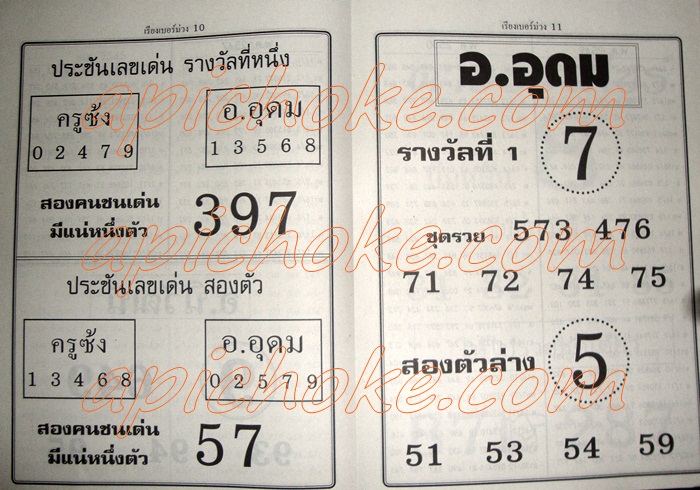 เรียงเบอร์ม่วง 10
ประชันเลขเด่น รางวัลที่หนึ่ง
ครูซ้ง
0 2 4 7 9
อ.อุดม
1 3 5 6 8
สองคนชนเด่น
มีแน่หนึ่งตัว
397
ประชันเลขเด่น สองตัว
ครูซ้ง
1 3 4 6 8
อ.อุดม
0 2 5 7 9
สองคนชนเด่น
มีแน่หนึ่งตัว
57
เรียงเบอร์ม่วง 11
อ.อุดม
รางวัลที่ 1 7
ชุดรวย 573 476
71 72 74 75
สองตัวล่าง 5
51 53 54 59
apichoke.com
apichoke.com
apichoke.com
apichoke.com